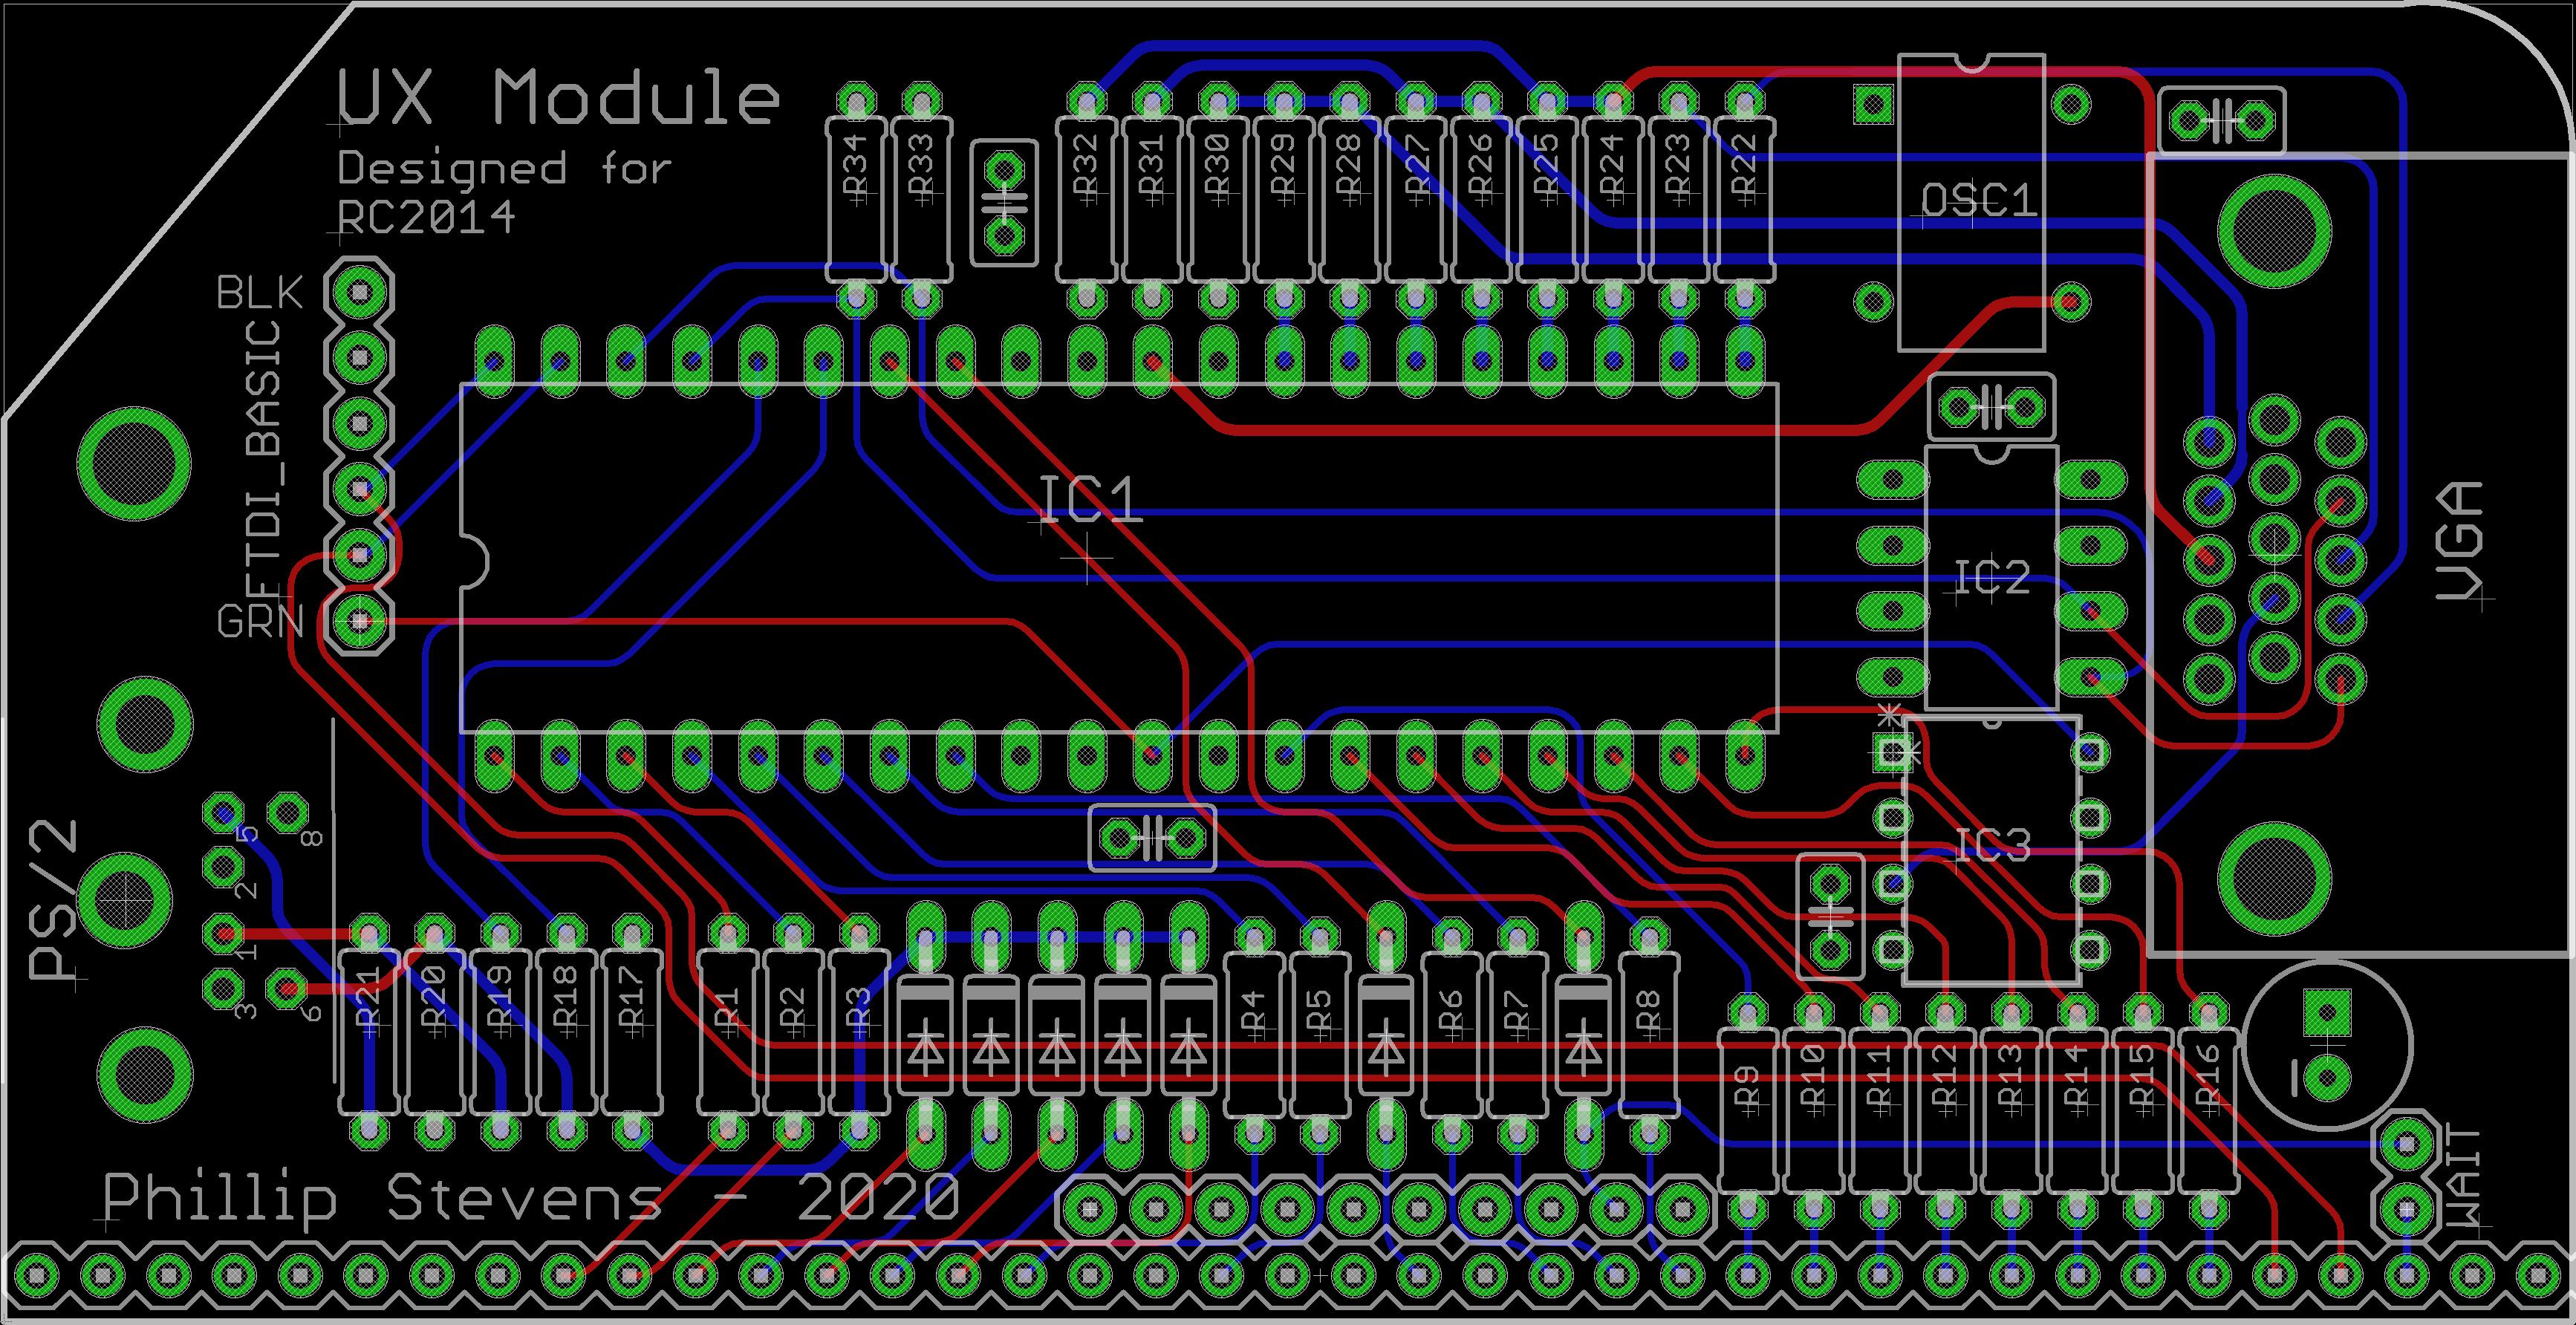 UX Module
Designed for
RC2014
BLK
FTDI_BASIC
GRN
R34
R33
R32
R31
R30
R29
R28
R27
R26
R25
R24
R23
R22
OSC1
IC1
IC2
VGA
IC3
PS/2
5
8
2
1
3
6
R21
R20
R19
R18
R17
R1
R2
R3
R4
R5
R6
R7
R8
R9
R10
R11
R12
R13
R14
R15
R16
WAIT
Phillip Stevens - 2020